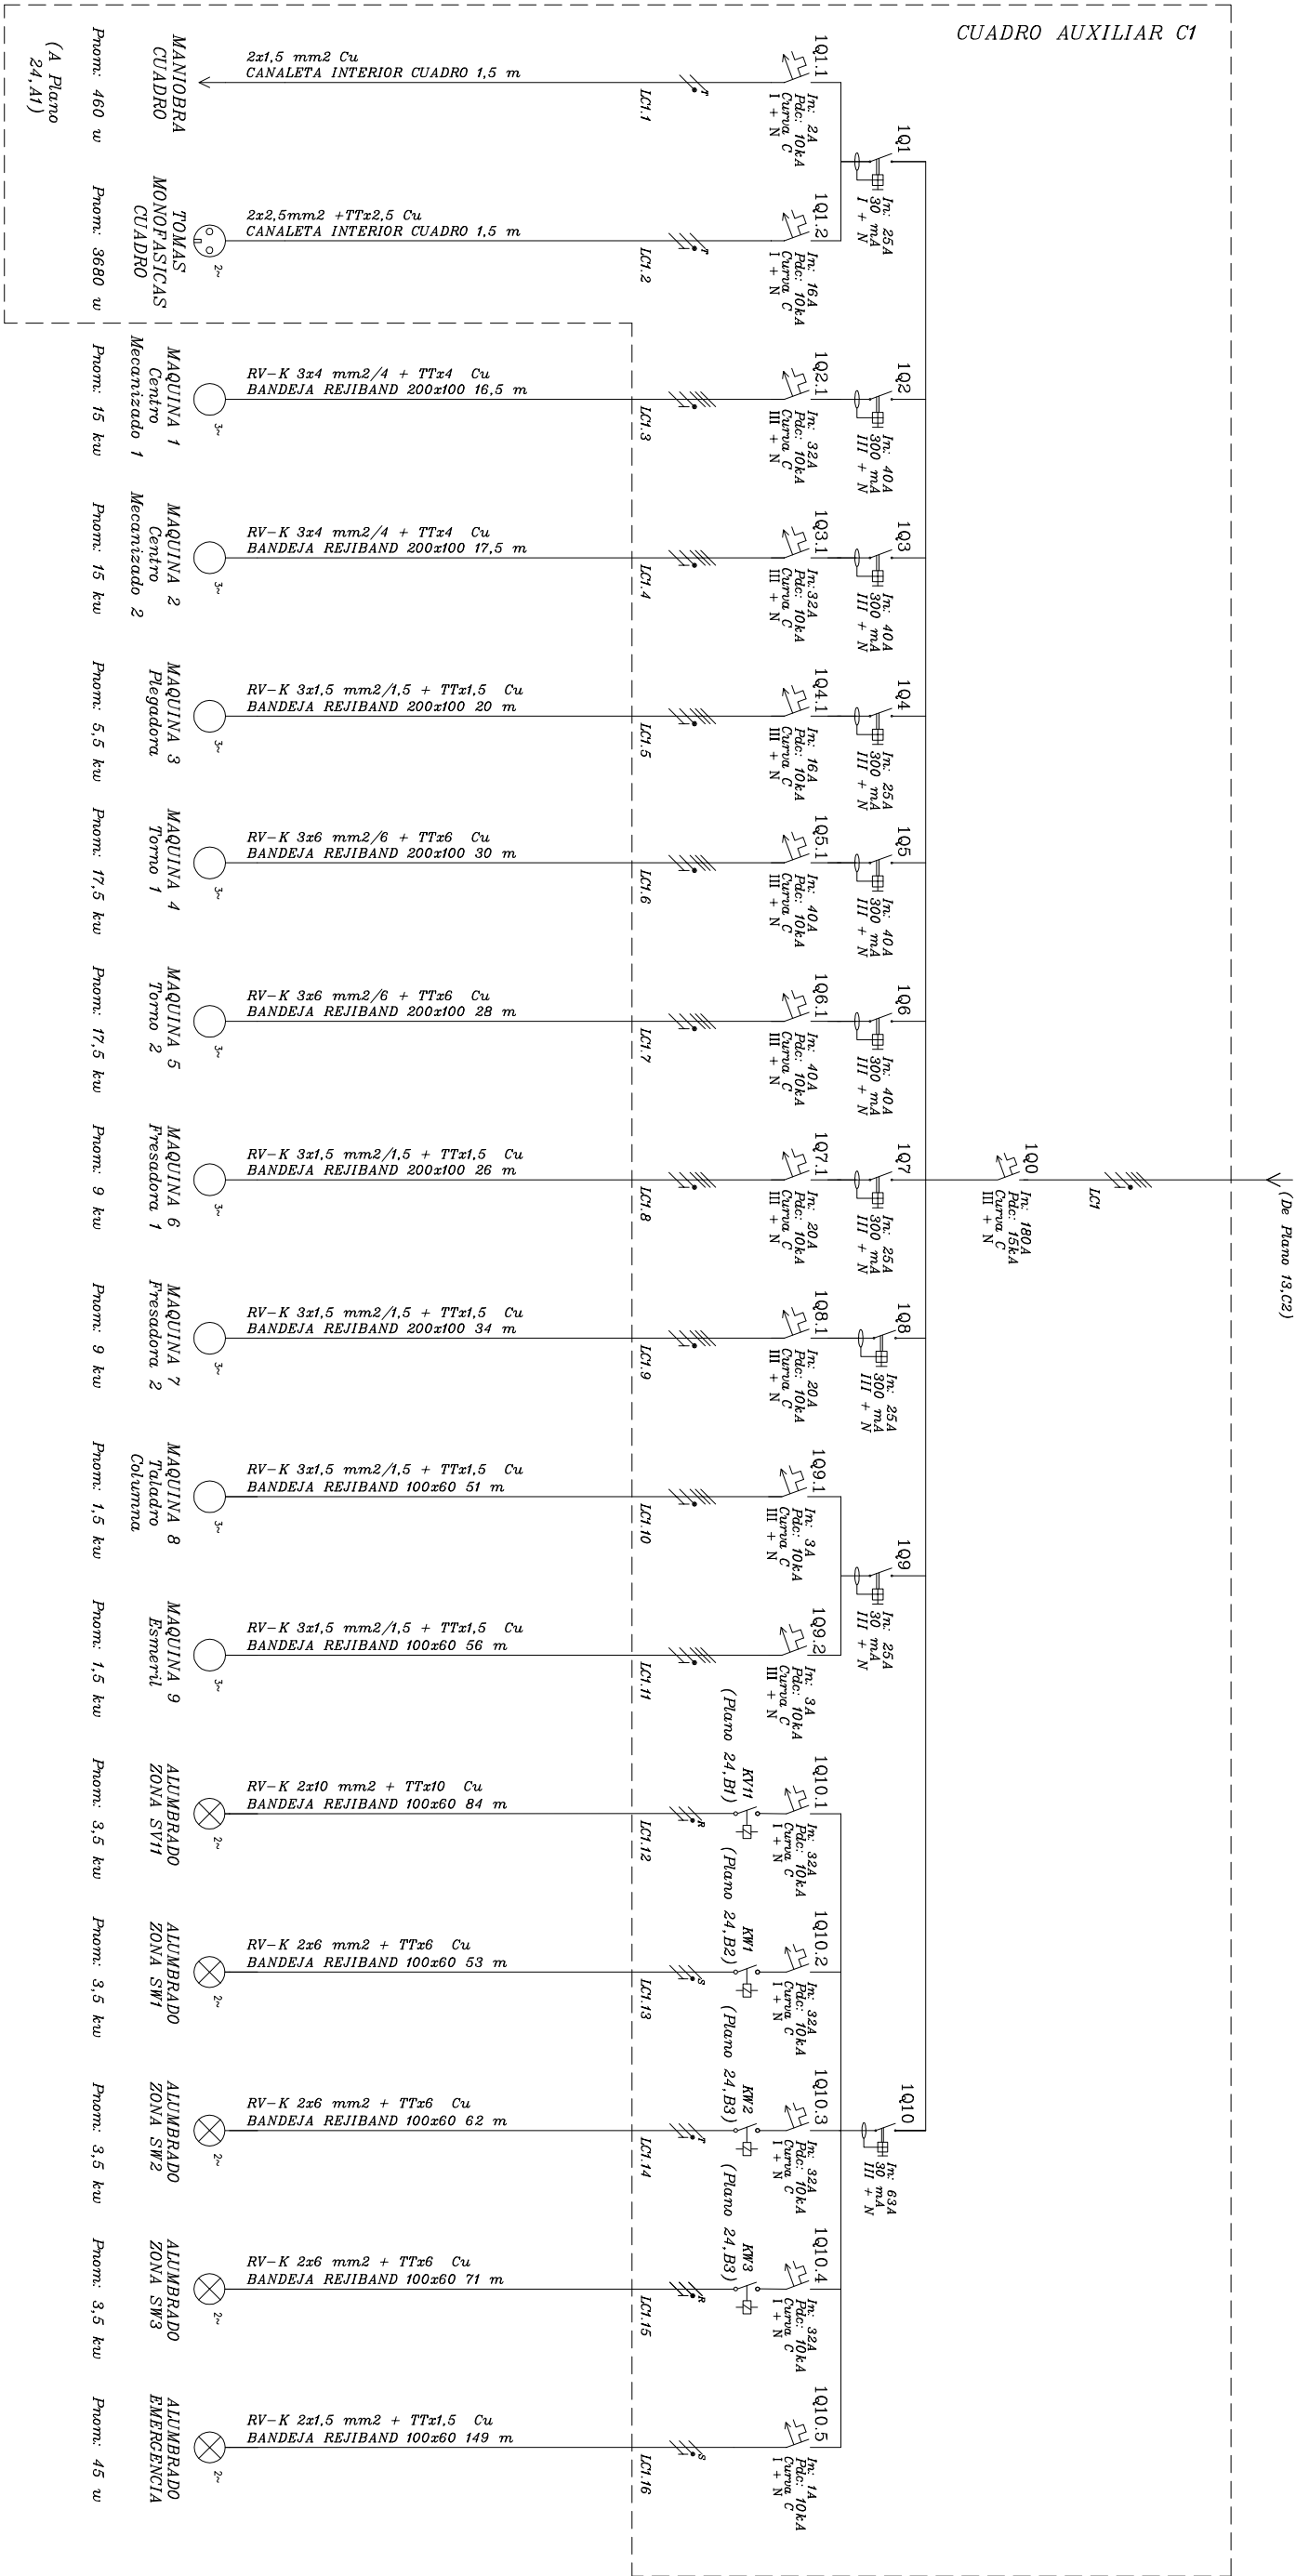 CUADRO AUXILIAR C1
(De Plano 13,C2)
LC1
1Q0
In: 180A
Pdc: 15kA
Curva C
III + N
1Q1
In: 25A
30 mA
I + N
1Q1.1
In: 2A
Pdc: 10kA
Curva C
I + N
LC1.1
T
2x1,5 mm2 Cu
CANALETA INTERIOR CUADRO 1,5 m
MANIOBRA
CUADRO
Pnom: 460 w
(A Plano
24,A1)
1Q1.2
In: 16A
Pdc: 10kA
Curva C
I + N
LC1.2
T
2x2,5mm2 +TTx2,5 Cu
CANALETA INTERIOR CUADRO 1,5 m
2~
TOMAS
MONOFASICAS
CUADRO
Pnom: 3680 w
1Q2
In: 40A
300 mA
III + N
1Q2.1
In: 32A
Pdc: 10kA
Curva C
III + N
LC1.3
RV-K 3x4 mm2/4 + TTx4 Cu
BANDEJA REJIBAND 200x100 16,5 m
3~
MAQUINA 1
Centro
Mecanizado 1
Pnom: 15 kw
1Q3
In: 40A
300 mA
III + N
1Q3.1
In:32A
Pdc: 10kA
Curva C
III + N
LC1.4
RV-K 3x4 mm2/4 + TTx4 Cu
BANDEJA REJIBAND 200x100 17,5 m
3~
MAQUINA 2
Centro
Mecanizado 2
Pnom: 15 kw
1Q4
In: 25A
300 mA
III + N
1Q4.1
In: 16A
Pdc: 10kA
Curva C
III + N
LC1.5
RV-K 3x1,5 mm2/1,5 + TTx1,5 Cu
BANDEJA REJIBAND 200x100 20 m
3~
MAQUINA 3
Plegadora
Pnom: 5,5 kw
1Q5
In: 40A
300 mA
III + N
1Q5.1
In: 40A
Pdc: 10kA
Curva C
III + N
LC1.6
RV-K 3x6 mm2/6 + TTx6 Cu
BANDEJA REJIBAND 200x100 30 m
3~
MAQUINA 4
Torno 1
Pnom: 17,5 kw
1Q6
In: 40A
300 mA
III + N
1Q6.1
In: 40A
Pdc: 10kA
Curva C
III + N
LC1.7
RV-K 3x6 mm2/6 + TTx6 Cu
BANDEJA REJIBAND 200x100 28 m
3~
MAQUINA 5
Torno 2
Pnom: 17,5 kw
1Q7
In: 25A
300 mA
III + N
1Q7.1
In: 20A
Pdc: 10kA
Curva C
III + N
LC1.8
RV-K 3x1,5 mm2/1,5 + TTx1,5 Cu
BANDEJA REJIBAND 200x100 26 m
3~
MAQUINA 6
Fresadora 1
Pnom: 9 kw
1Q8
In: 25A
300 mA
III + N
1Q8.1
In: 20A
Pdc: 10kA
Curva C
III + N
LC1.9
RV-K 3x1,5 mm2/1,5 + TTx1,5 Cu
BANDEJA REJIBAND 200x100 34 m
3~
MAQUINA 7
Fresadora 2
Pnom: 9 kw
1Q9
In: 25A
30 mA
III + N
1Q9.1
In: 3A
Pdc: 10kA
Curva C
III + N
LC1.10
RV-K 3x1,5 mm2/1,5 + TTx1,5 Cu
BANDEJA REJIBAND 100x60 51 m
3~
MAQUINA 8
Taladro
Columna
Pnom: 1,5 kw
1Q9.2
In: 3A
Pdc: 10kA
Curva C
III + N
LC1.11
RV-K 3x1,5 mm2/1,5 + TTx1,5 Cu
BANDEJA REJIBAND 100x60 56 m
3~
MAQUINA 9
Esmeril
Pnom: 1,5 kw
1Q10
In: 63A
30 mA
III + N
1Q10.1
In: 32A
Pdc: 10kA
Curva C
I + N
KV11
(Plano 24,B1)
LC1.12
R
RV-K 2x10 mm2 + TTx10 Cu
BANDEJA REJIBAND 100x60 84 m
2~
ALUMBRADO
ZONA SV11
Pnom: 3,5 kw
1Q10.2
In: 32A
Pdc: 10kA
Curva C
I + N
KW1
(Plano 24,B2)
LC1.13
S
RV-K 2x6 mm2 + TTx6 Cu
BANDEJA REJIBAND 100x60 53 m
2~
ALUMBRADO
ZONA SW1
Pnom: 3,5 kw
1Q10.3
In: 32A
Pdc: 10kA
Curva C
I + N
KW2
(Plano 24,B3)
LC1.14
T
RV-K 2x6 mm2 + TTx6 Cu
BANDEJA REJIBAND 100x60 62 m
2~
ALUMBRADO
ZONA SW2
Pnom: 3,5 kw
1Q10.4
In: 32A
Pdc: 10kA
Curva C
I + N
KW3
(Plano 24,B3)
LC1.15
R
RV-K 2x6 mm2 + TTx6 Cu
BANDEJA REJIBAND 100x60 71 m
2~
ALUMBRADO
ZONA SW3
Pnom: 3,5 kw
1Q10.5
In: 1A
Pdc: 10kA
Curva C
I + N
LC1.16
S
RV-K 2x1,5 mm2 + TTx1,5 Cu
BANDEJA REJIBAND 100x60 149 m
2~
ALUMBRADO
EMERGENCIA
Pnom: 45 w